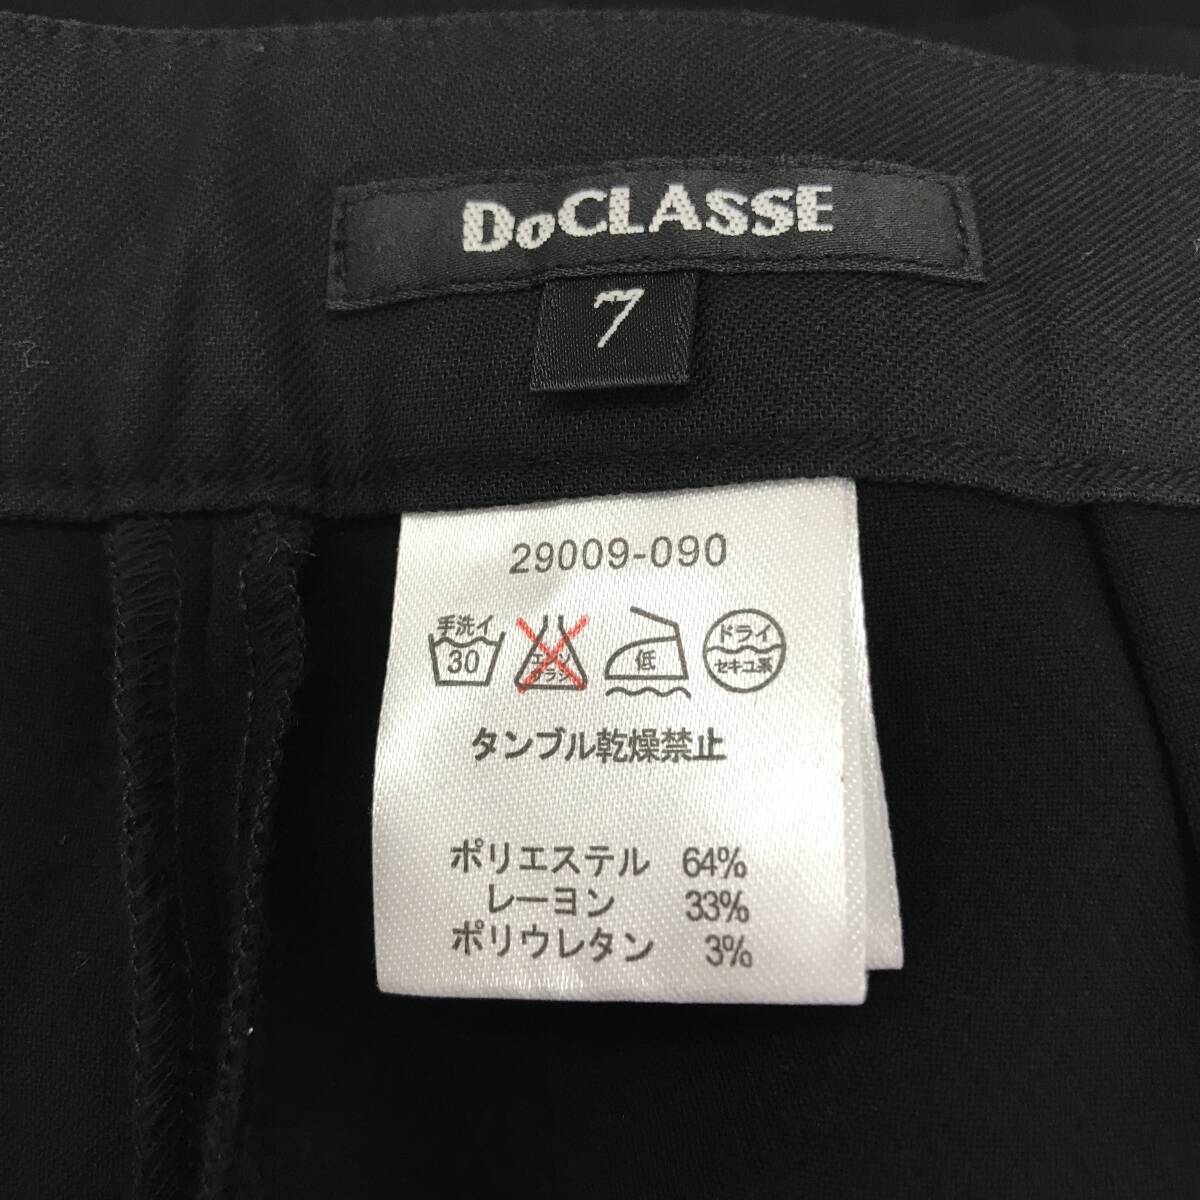 DoCLASSE
7
29009-090
手洗イ
30
エンソ
サラシ
低
ドライ
セキユ系
タンブル乾燥禁止
ポリエステル 64%
レーヨン 33%
ポリウレタン 3%